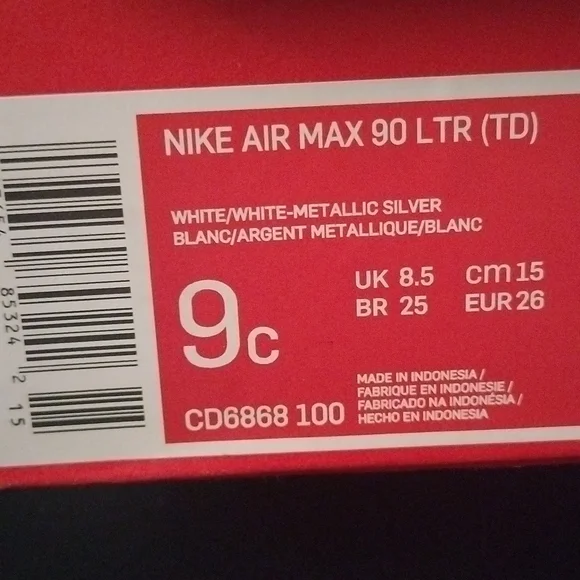 NIKE AIR MAX 90 LTR (TD)
WHITE/WHITE-METALLIC SILVER
BLANC/ARGENT METALLIQUE/BLANC
9C
UK 8.5 cm 15
BR 25 EUR 26
MADE IN INDONESIA /
FABRIQUE EN INDONESIE /
FABRICADO NA INDONÉSIA /
HECHO EN INDONESIA
CD6868 100
85324 2 15